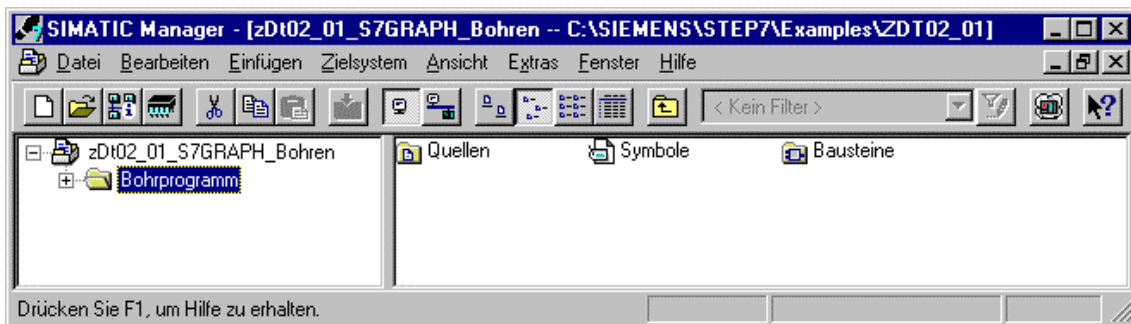 SIMATIC Manager - [zDt02_01_S7GRAPH_Bohren -- C:\SIEMENS\STEP7\Examples\ZDT02_01]
Datei Bearbeiten Einfügen Zielsystem Ansicht Extras Fenster Hilfe
< Kein Filter >
zDt02_01_S7GRAPH_Bohren
Bohrprogramm
Quellen Symbole Bausteine
Drücken Sie F1, um Hilfe zu erhalten.